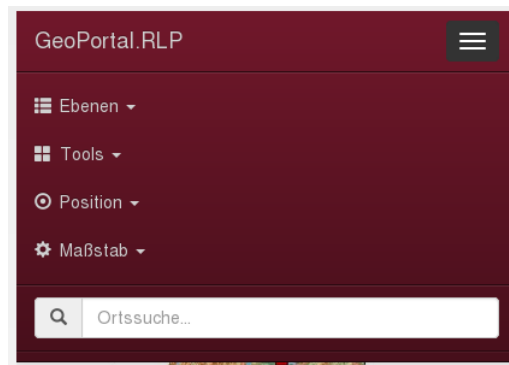 GeoPortal.RLP
Ebenen
Tools
Position
Maßstab
Ortssuche...